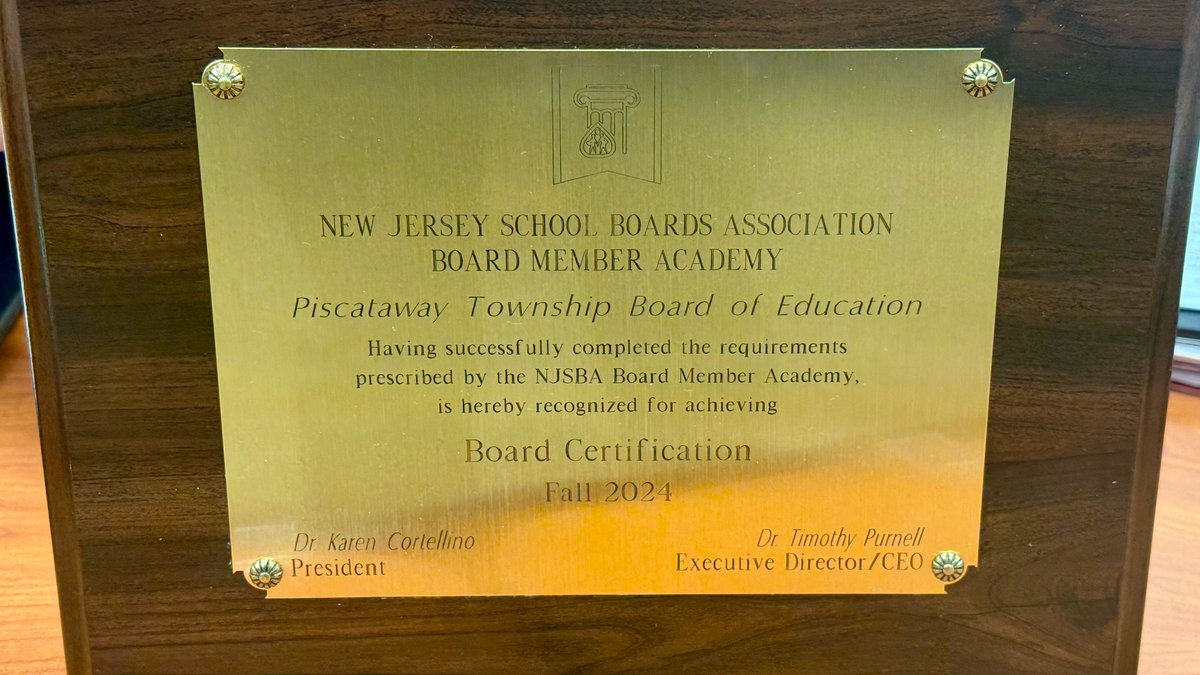 NEW JERSEY SCHOOL BOARDS ASSOCIATION
BOARD MEMBER ACADEMY
Piscataway Township Board of Education
Having successfully completed the requirements
prescribed by the NJSBA Board Member Academy,
is hereby recognized for achieving
Board Certification
Fall 2024
Dr Karen Cortellino
President
Dr Timothy Purnell
Executive Director/CEO